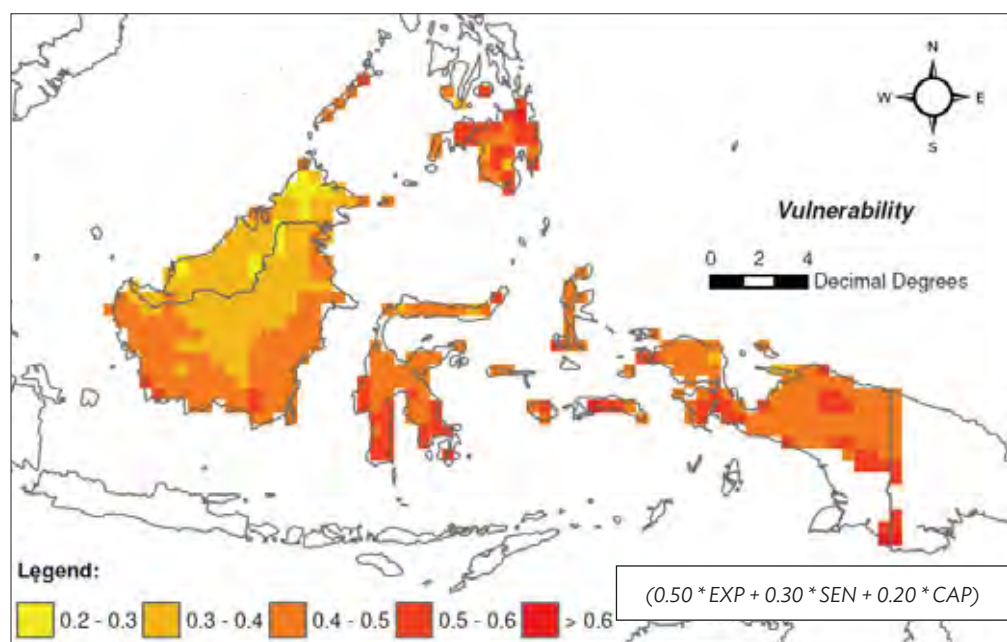 N
W E
S
Vulnerability
0 2 4
Decimal Degrees
Legend:
0.2 - 0.3 0.3 - 0.4 0.4 - 0.5 0.5 - 0.6 > 0.6
(0.50 * EXP + 0.30 * SEN + 0.20 * CAP)